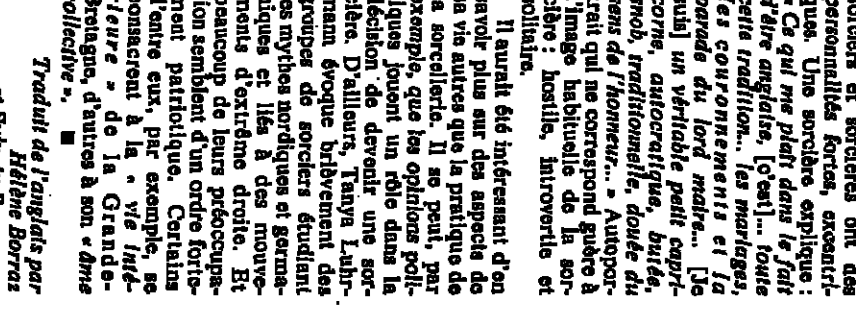 sorciers et sorcières ont des
personnalités fortes, excentri-
ques. Une sorcière explique :
« Ce qui me plaît dans le fait
d'être anglaise, [c'est]... toute
cette tradition... les mariages,
les couronnements et la
parade du lord maire... [Je
suis] un véritable petit capri-
corne, autocratique, butée,
snob, traditionnelle, douée du
sens de l'honneur... » Autopor-
trait qui ne correspond guère à
l'image habituelle de la sor-
cière : hostile, introvertie et
solitaire.
Il aurait été intéressant d'en
savoir plus sur des aspects de
la vie autres que la pratique de
la sorcellerie. Il se peut, par
exemple, que les opinions poli-
tiques jouent un rôle dans la
décision de devenir une sor-
cière. D'ailleurs, Tanya Luhr-
mann évoque brièvement des
groupes de sorciers étudiant
les mythes nordiques et germa-
niques et liés à des mouve-
ments d'extrême droite. Et
beaucoup de leurs préoccupa-
tion semblent d'un ordre forte-
ment patriotique. Certains
d'entre eux, par exemple, se
consacrent à la « vie inté-
rieure » de la Grande-
Bretagne, d'autres à son « âme
collective ». ■
Traduit de l'anglais par
Hélène Borraz